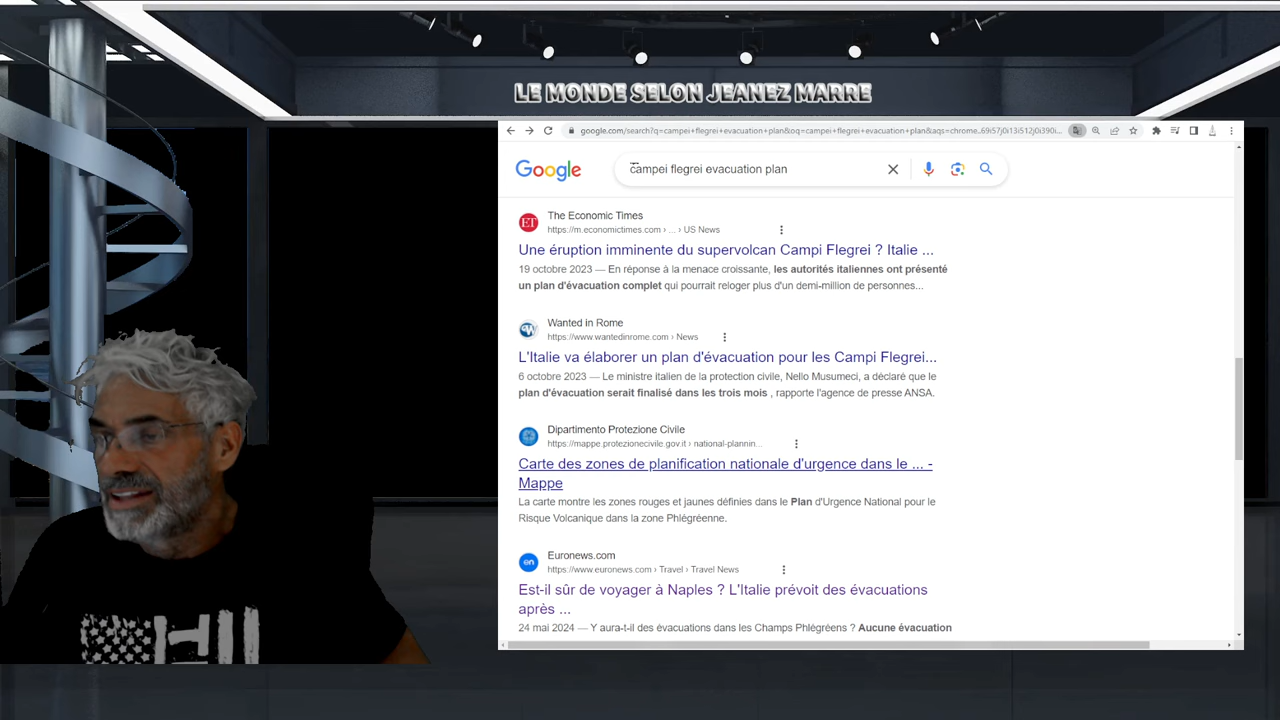 LE MONDE SELON JEANEZ MARRE
google.com/search?q=campei+flegrei+evacuation+plan&oq=campei+flegrei+evacuation+plan&aqs=chrome..69i57j0i13i512j0i390i...
Google
campei flegrei evacuation plan
The Economic Times
https://m.economictimes.com › ... › US News
Une éruption imminente du supervolcan Campi Flegrei ? Italie ...
19 octobre 2023 — En réponse à la menace croissante, les autorités italiennes ont présenté
un plan d'évacuation complet qui pourrait reloger plus d'un demi-million de personnes...
Wanted in Rome
https://www.wantedinrome.com › News
L'Italie va élaborer un plan d'évacuation pour les Campi Flegrei...
6 octobre 2023 — Le ministre italien de la protection civile, Nello Musumeci, a déclaré que le
plan d'évacuation serait finalisé dans les trois mois , rapporte l'agence de presse ANSA.
Dipartimento Protezione Civile
https://mappe.protezionecivile.gov.it › national-plannin...
Carte des zones de planification nationale d'urgence dans le ... -
Mappe
La carte montre les zones rouges et jaunes définies dans le Plan d'Urgence National pour le
Risque Volcanique dans la zone Phlégréenne.
Euronews.com
https://www.euronews.com › Travel › Travel News
Est-il sûr de voyager à Naples ? L'Italie prévoit des évacuations
après ...
24 mai 2024 — Y aura-t-il des évacuations dans les Champs Phlégréens ? Aucune évacuation